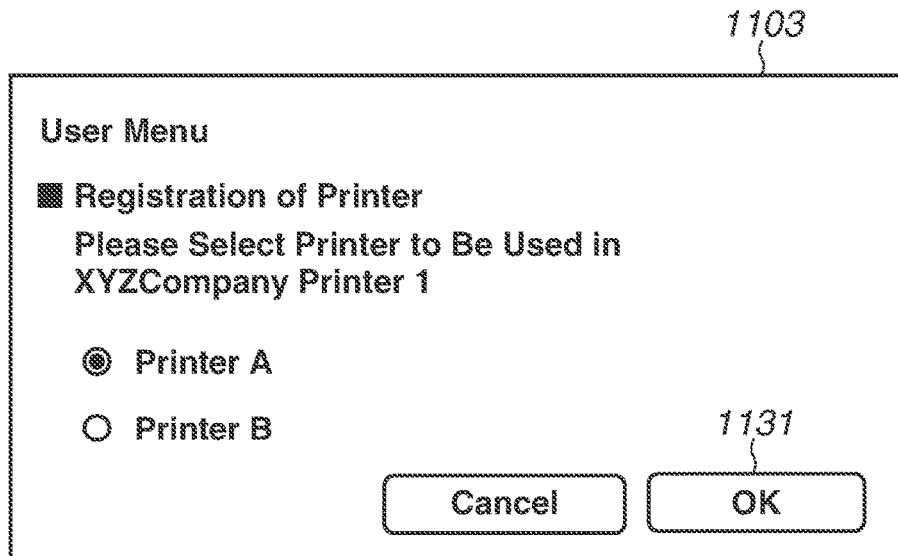 1103
User Menu
Registration of Printer
Please Select Printer to Be Used in
XYZCompany Printer 1
Printer A
Printer B
1131
Cancel OK